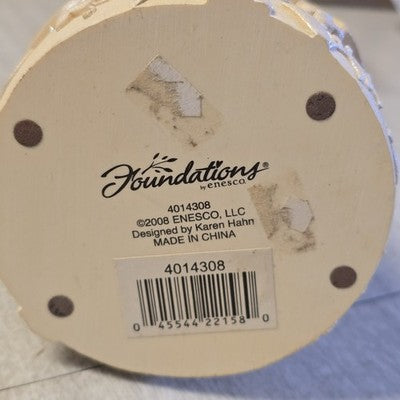 Foundations®
by enesco.
4014308
©2008 ENESCO, LLC
Designed by Karen Hahn
MADE IN CHINA
4014308
0 45544 22158 0